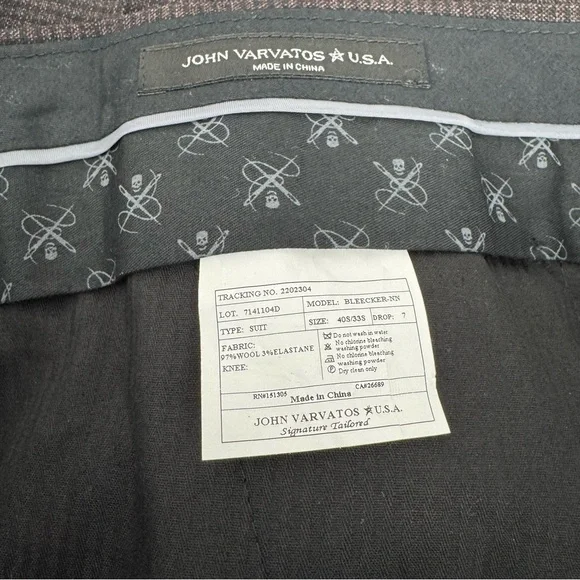 JOHN VARVATOS ★ U.S.A.
MADE IN CHINA
TRACKING NO. 2202304
LOT. 7141104D MODEL: BLEECKER-NN
TYPE: SUIT SIZE: 40S/33S DROP: 7
FABRIC:
97%WOOL 3%ELASTANE
KNEE:
Do not wash in water
No chlorine bleaching
washing powder
No chlorine bleaching
washing powder
Dry clean only
RN#151305 Made in China CA#26689
JOHN VARVATOS ★ U.S.A.
Signature Tailored